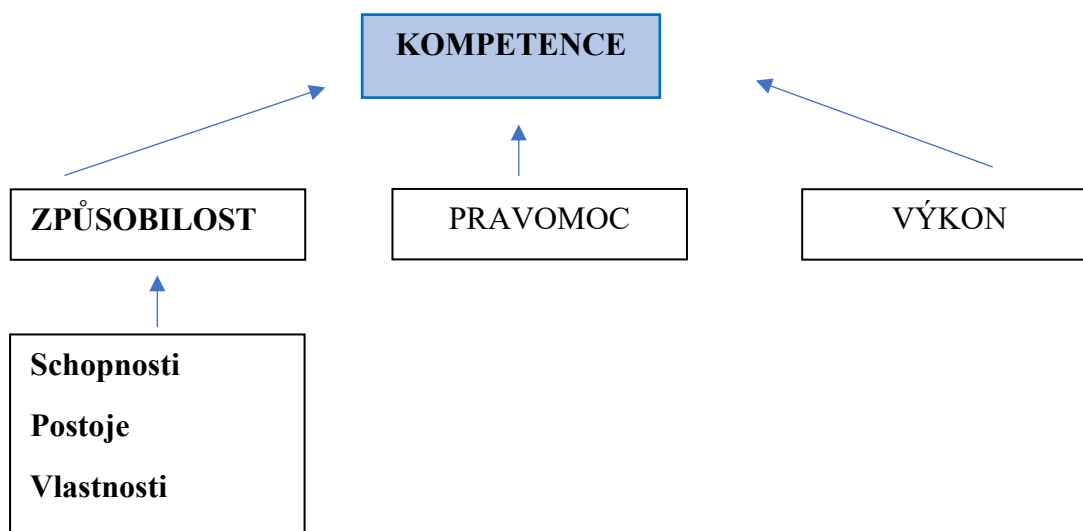 KOMPETENCE
ZPŮSOBILOST
PRAVOMOC
VÝKON
Schopnosti
Postoje
Vlastnosti